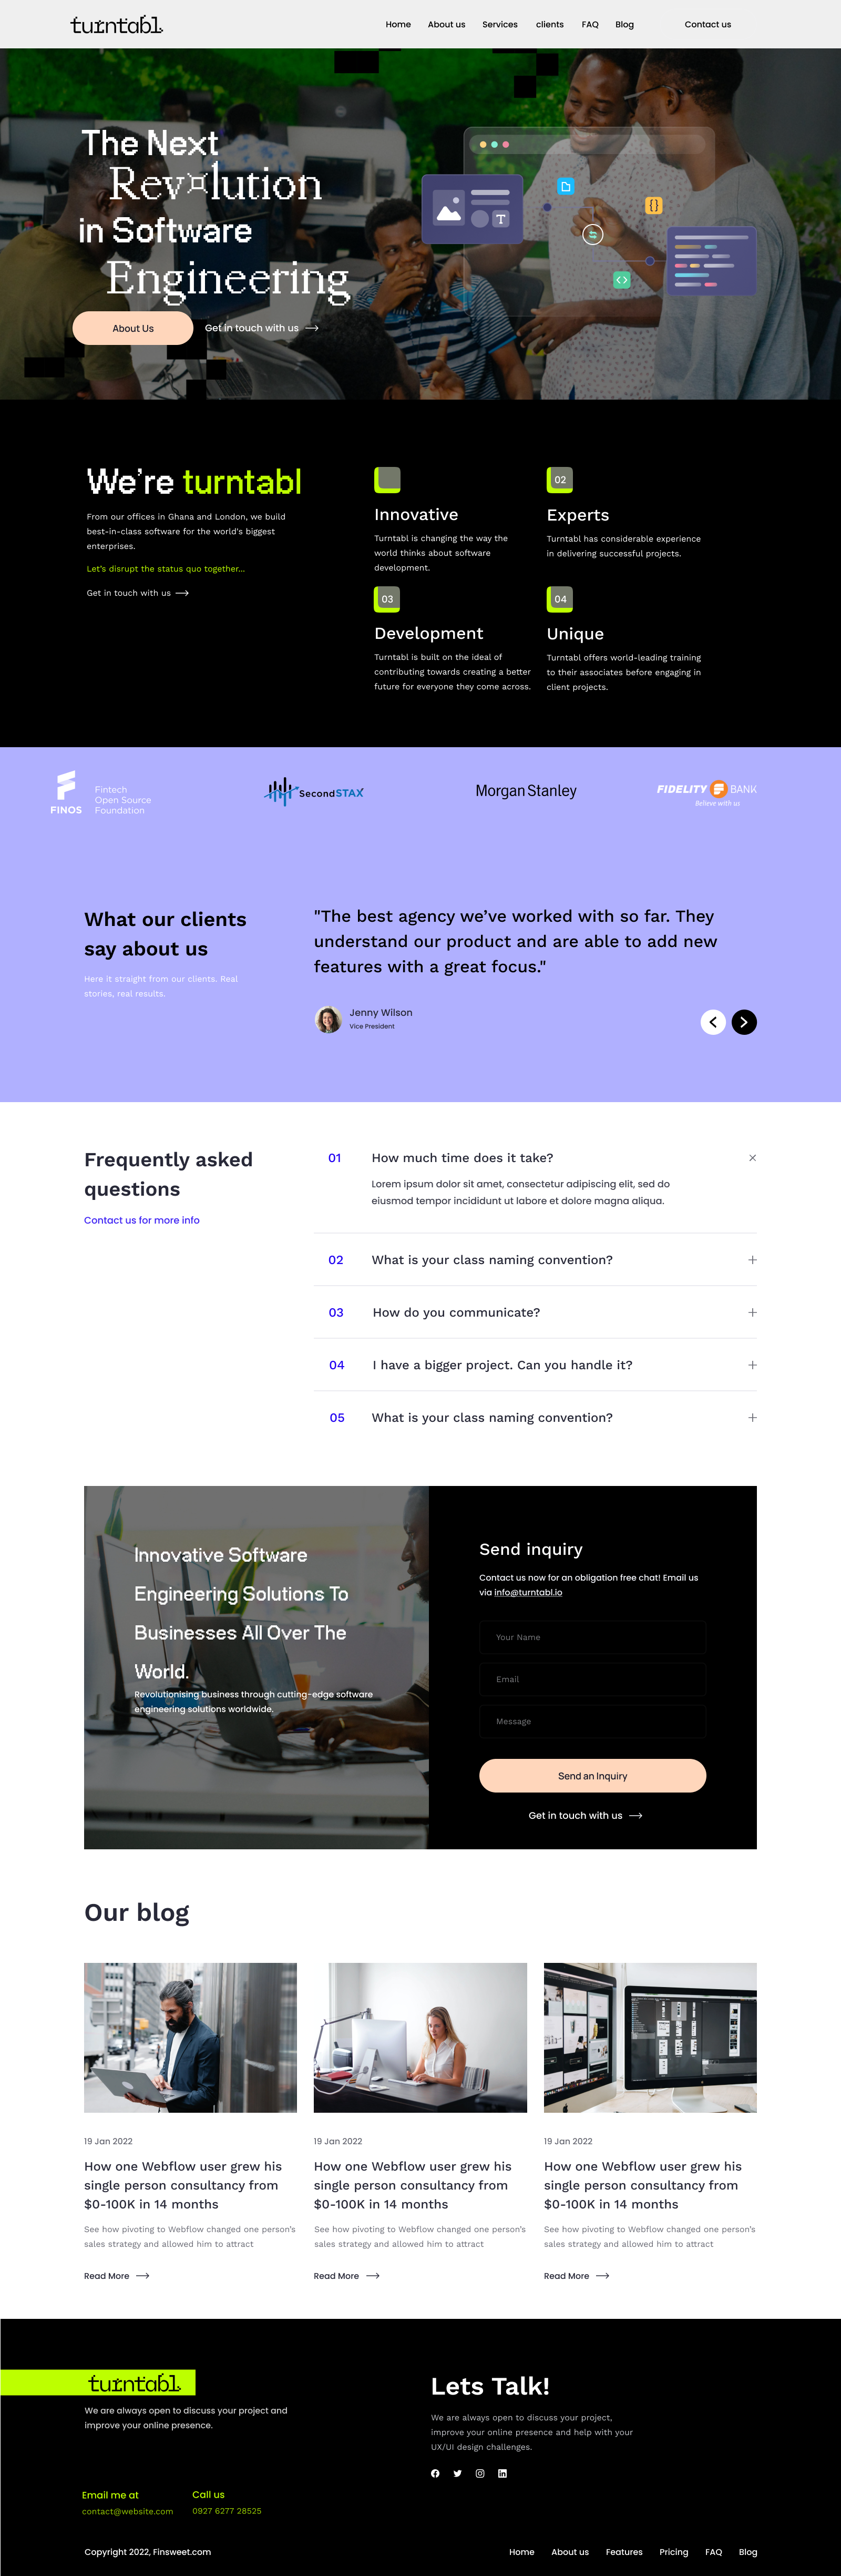 turntabl.
Home About us Services clients FAQ Blog Contact us
The Next
Rev¤lution
in Software
Engineering
T
About Us
Get in touch with us
We're turntabl
From our offices in Ghana and London, we build
best-in-class software for the world's biggest
enterprises.
Let's disrupt the status quo together...
Get in touch with us
Innovative
Turntabl is changing the way the
world thinks about software
development.
02
Experts
Turntabl has considerable experience
in delivering successful projects.
03
Development
Turntabl is built on the ideal of
contributing towards creating a better
future for everyone they come across.
04
Unique
Turntabl offers world-leading training
to their associates before engaging in
client projects.
FINOS
Fintech
Open Source
Foundation
SecondSTAX
Morgan Stanley
FIDELITY BANK
Believe with us
What our clients
say about us
Here it straight from our clients. Real
stories, real results.
"The best agency we've worked with so far. They
understand our product and are able to add new
features with a great focus."
Jenny Wilson
Vice President
Frequently asked
questions
Contact us for more info
01 How much time does it take?
Lorem ipsum dolor sit amet, consectetur adipiscing elit, sed do
eiusmod tempor incididunt ut labore et dolore magna aliqua.
02 What is your class naming convention?
03 How do you communicate?
04 I have a bigger project. Can you handle it?
05 What is your class naming convention?
Innovative Software
Engineering Solutions To
Businesses All Over The
World.
Revolutionising business through cutting-edge software
engineering solutions worldwide.
Send inquiry
Contact us now for an obligation free chat! Email us
via info@turntabl.io
Your Name
Email
Message
Send an Inquiry
Get in touch with us
Our blog
19 Jan 2022
How one Webflow user grew his
single person consultancy from
$0-100K in 14 months
See how pivoting to Webflow changed one person's
sales strategy and allowed him to attract
Read More
19 Jan 2022
How one Webflow user grew his
single person consultancy from
$0-100K in 14 months
See how pivoting to Webflow changed one person's
sales strategy and allowed him to attract
Read More
19 Jan 2022
How one Webflow user grew his
single person consultancy from
$0-100K in 14 months
See how pivoting to Webflow changed one person's
sales strategy and allowed him to attract
Read More
turntabl.
We are always open to discuss your project and
improve your online presence.
Lets Talk!
We are always open to discuss your project,
improve your online presence and help with your
UX/UI design challenges.
Email me at
contact@website.com
Call us
0927 6277 28525
Copyright 2022, Finsweet.com
Home About us Features Pricing FAQ Blog